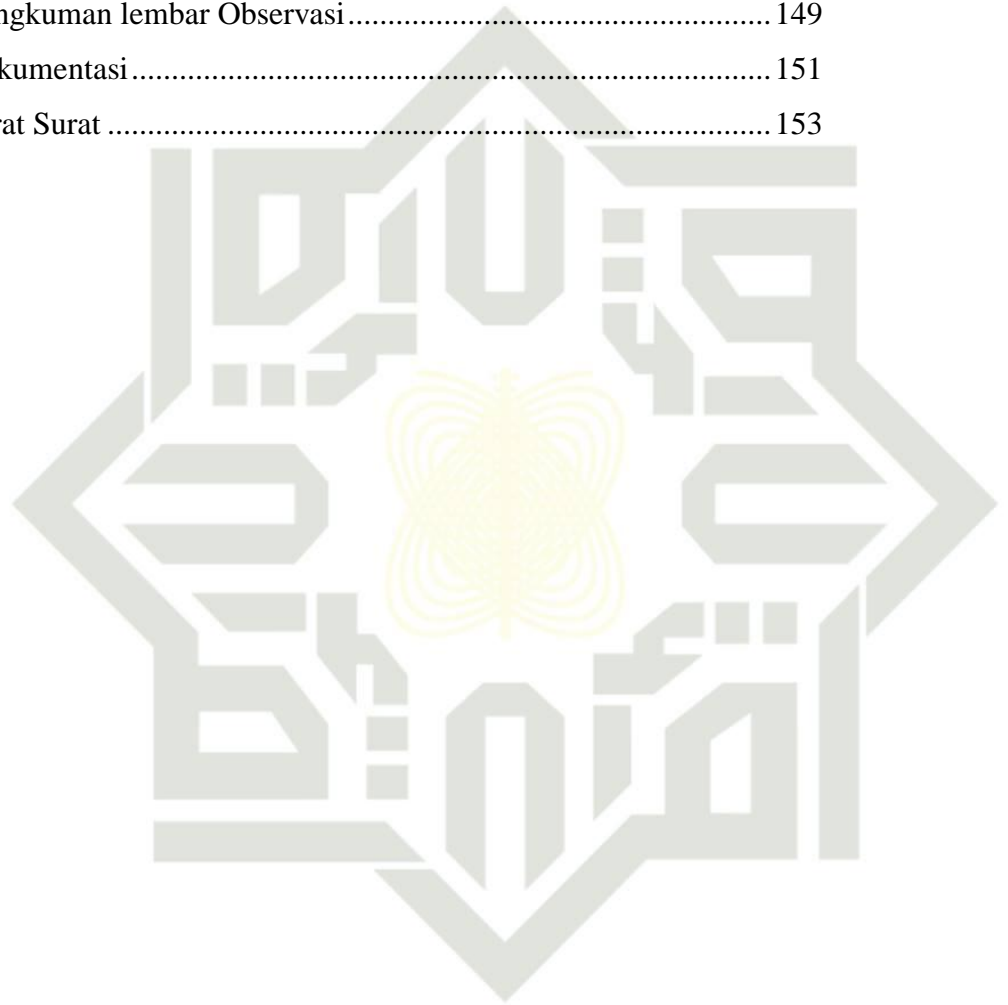 ngkuman lembar Observasi...................................................... 149
kumentasi................................................................................. 151
rat Surat .................................................................................... 153